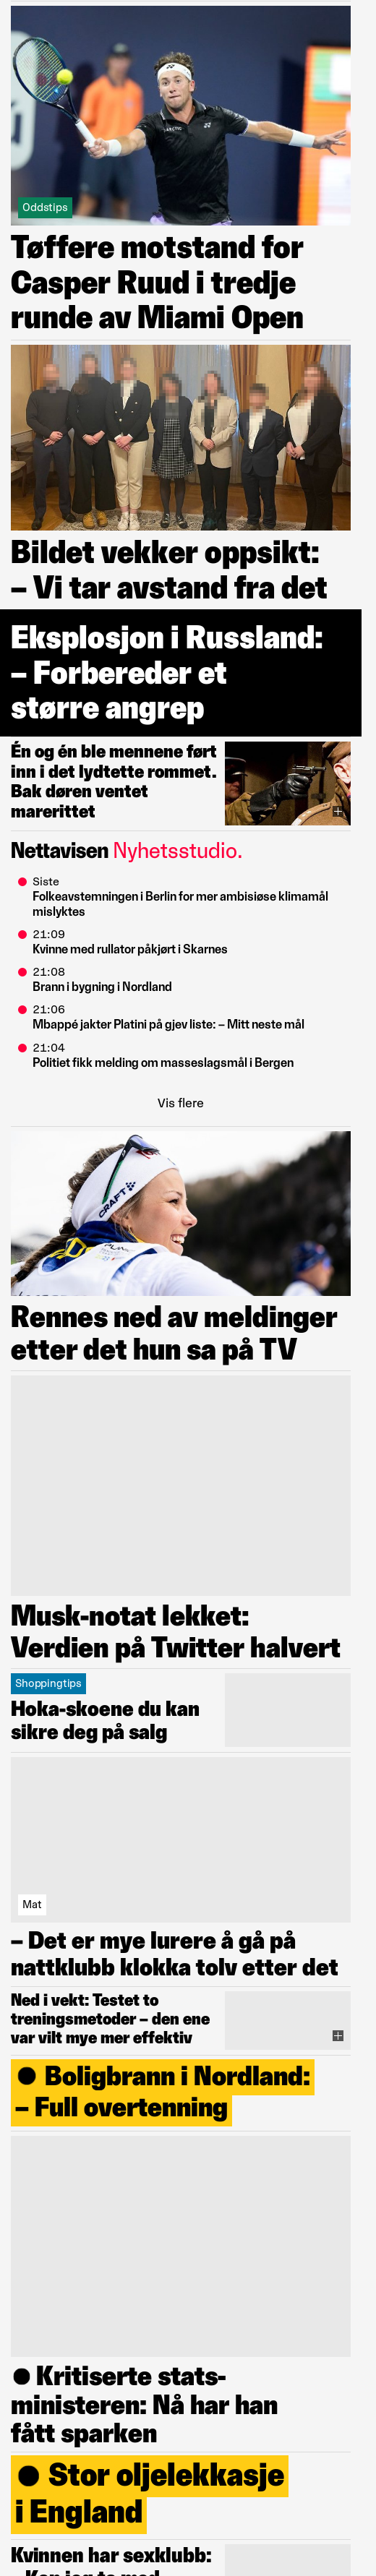 Oddstips
Tøffere motstand for
Casper Ruud i tredje
runde av Miami Open
Bildet vekker oppsikt:
– Vi tar avstand fra det
Eksplosjon i Russland:
– Forbereder et
større angrep
Én og én ble mennene ført
inn i det lydtette rommet.
Bak døren ventet
marerittet
Nettavisen Nyhetsstudio.
Siste
Folkeavstemningen i Berlin for mer ambisiøse klimamål
mislyktes
21:09
Kvinne med rullator påkjørt i Skarnes
21:08
Brann i bygning i Nordland
21:06
Mbappé jakter Platini på gjev liste: – Mitt neste mål
21:04
Politiet fikk melding om masseslagsmål i Bergen
Vis flere
CRAFT
Rennes ned av meldinger
etter det hun sa på TV
Musk-notat lekket:
Verdien på Twitter halvert
Shoppingtips
Hoka-skoene du kan
sikre deg på salg
Mat
– Det er mye lurere å gå på
nattklubb klokka tolv etter det
Ned i vekt: Testet to
treningsmetoder – den ene
var vilt mye mer effektiv
● Boligbrann i Nordland:
– Full overtenning
● Kritiserte stats-
ministeren: Nå har han
fått sparken
● Stor oljelekkasje
i England
Kvinnen har sexklubb: